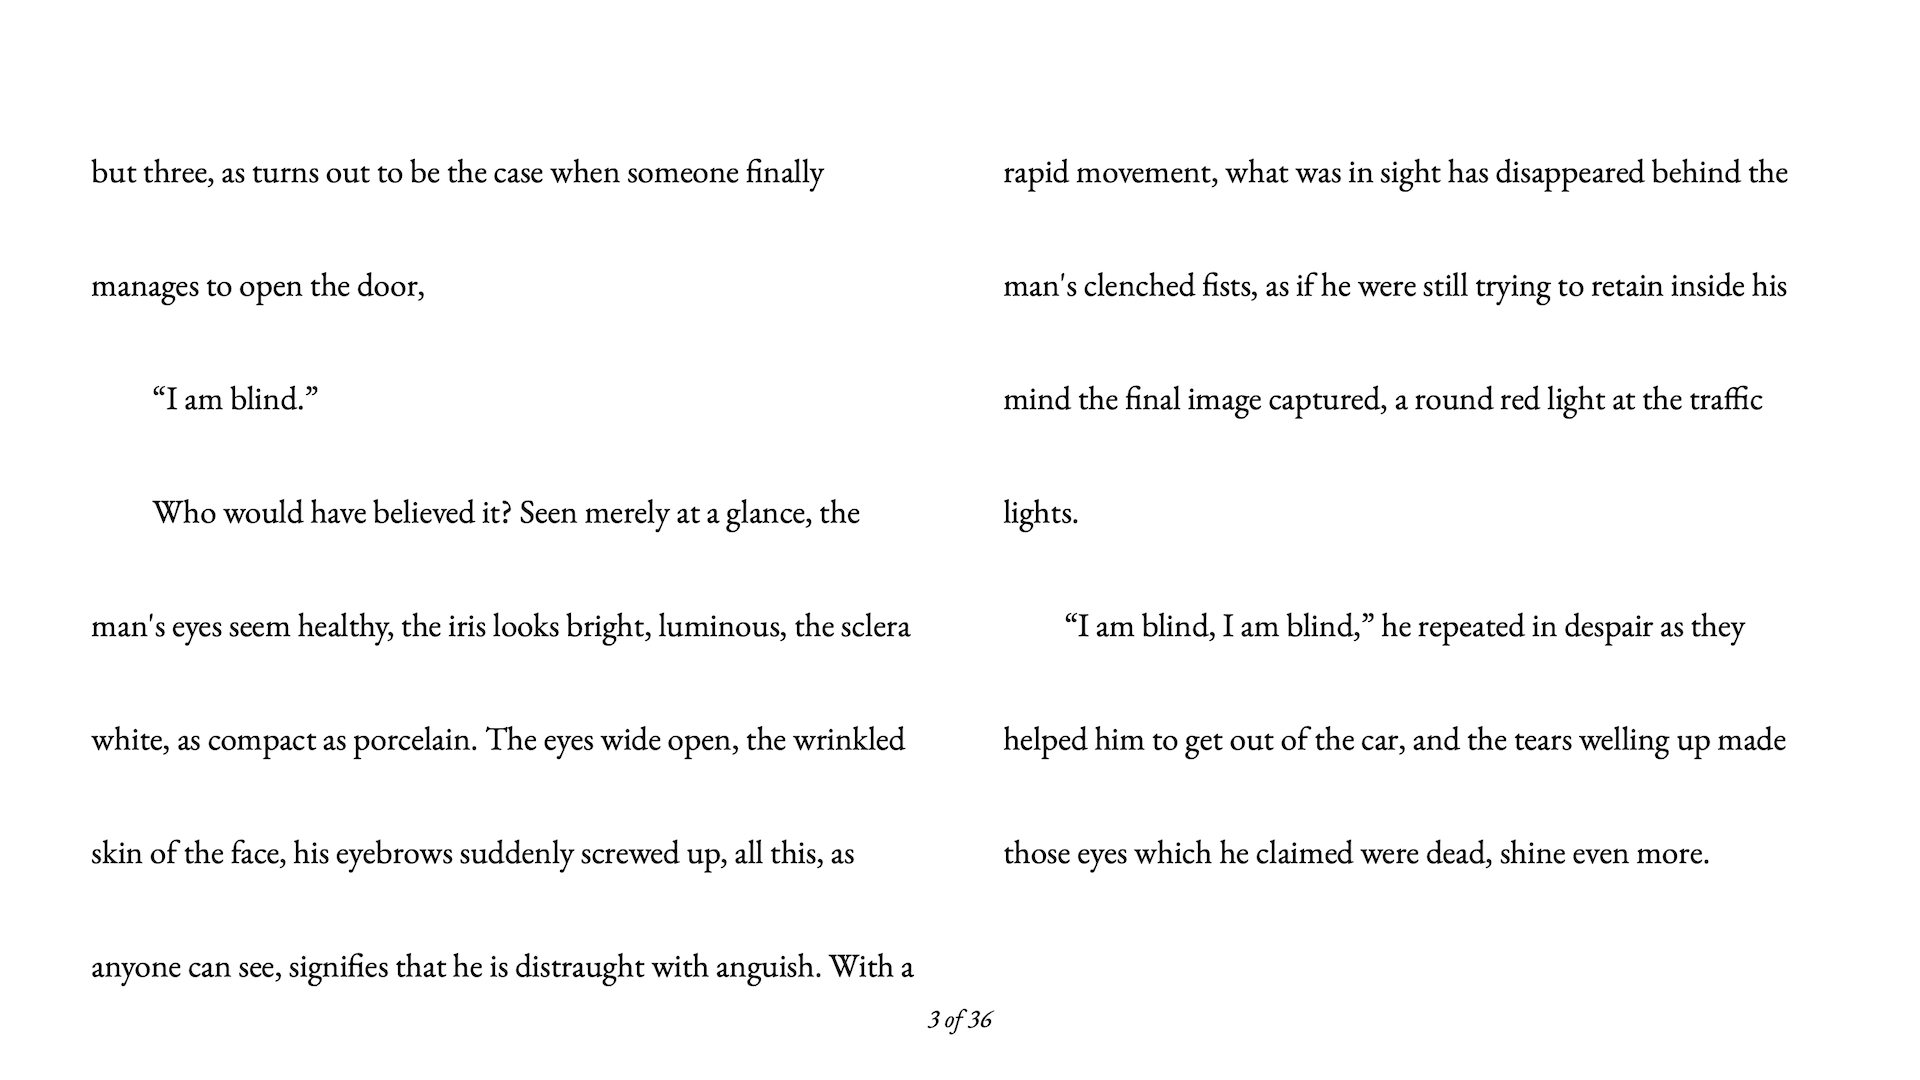 but three, as turns out to be the case when someone finally
manages to open the door,
“I am blind.”
Who would have believed it? Seen merely at a glance, the
man's eyes seem healthy, the iris looks bright, luminous, the sclera
white, as compact as porcelain. The eyes wide open, the wrinkled
skin of the face, his eyebrows suddenly screwed up, all this, as
anyone can see, signifies that he is distraught with anguish. With a
rapid movement, what was in sight has disappeared behind the
man's clenched fists, as if he were still trying to retain inside his
mind the final image captured, a round red light at the traffic
lights.
“I am blind, I am blind,” he repeated in despair as they
helped him to get out of the car, and the tears welling up made
those eyes which he claimed were dead, shine even more.
3 of 36